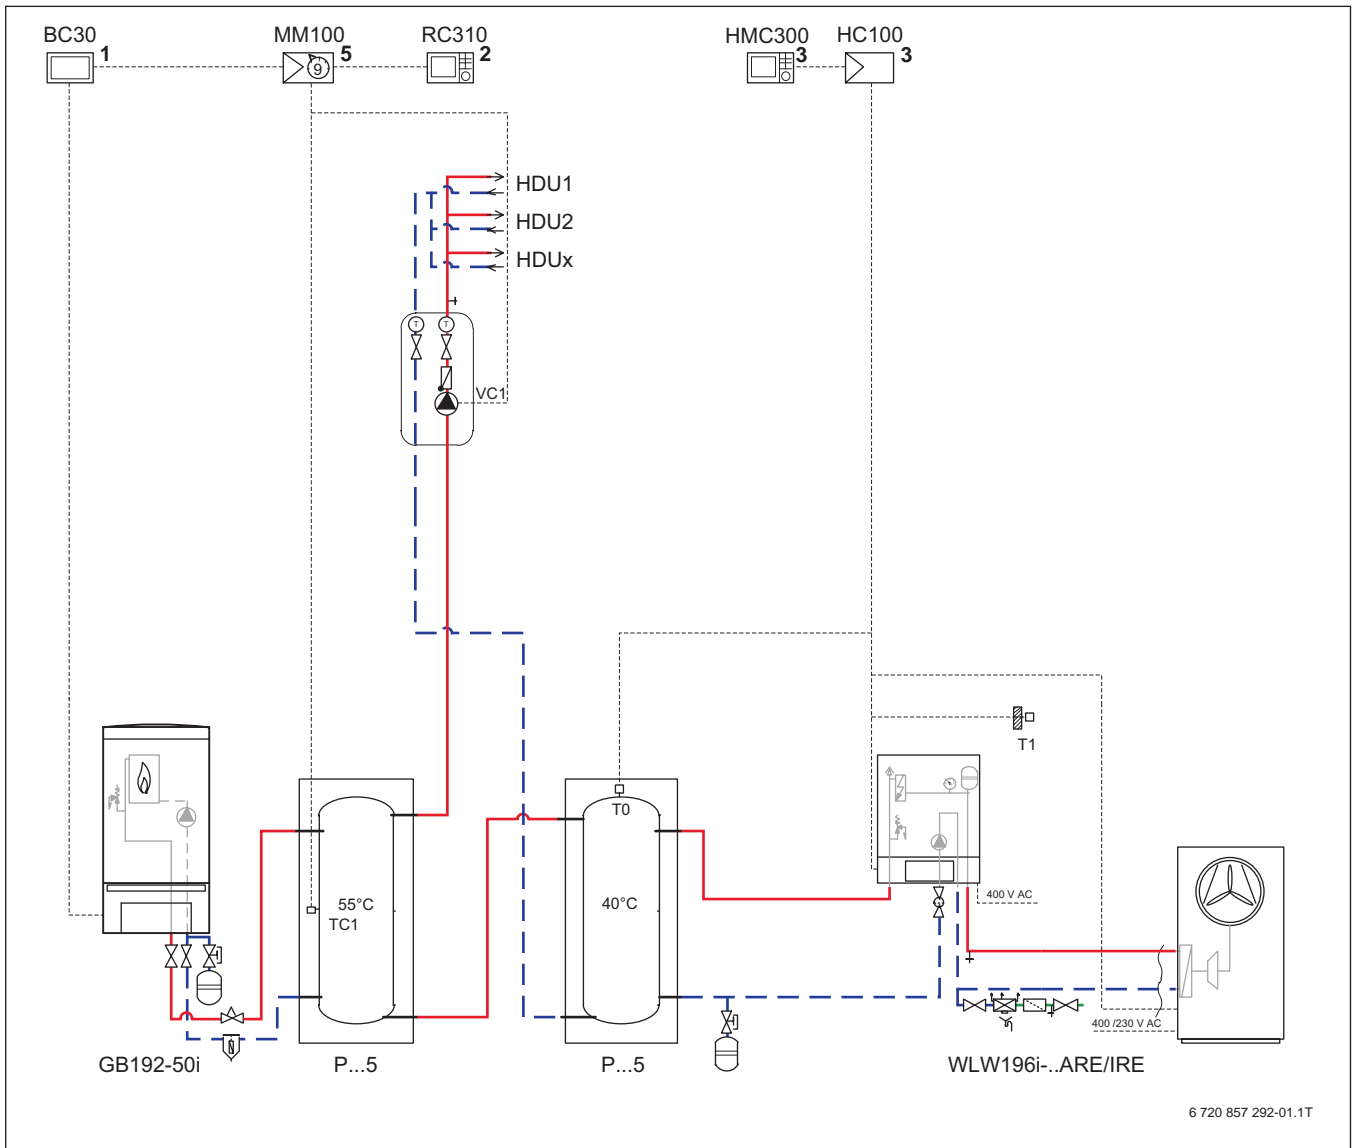 BC30
1
MM100
5
9
RC310
2
HMC300
3
HC100
3
HDU1
HDU2
HDUx
T
T
VC1
T1
T0
55°C
TC1
40°C
400 V AC
400 /230 V AC
GB192-50i
P...5
P...5
WLW196i-..ARE/IRE
6 720 857 292-01.1T